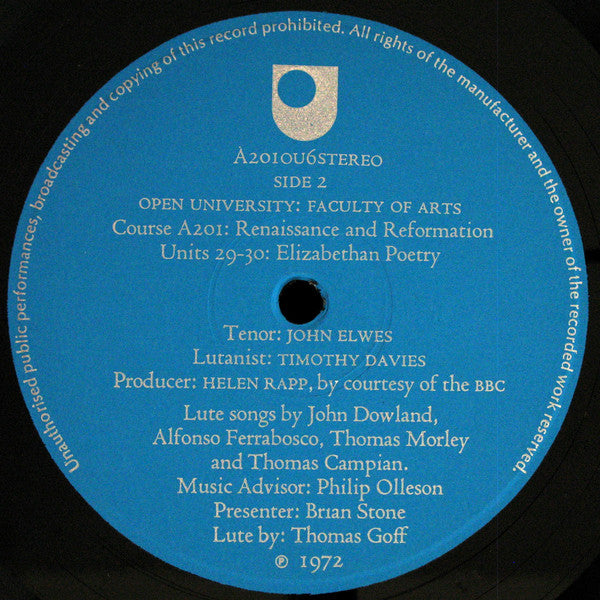 Unauthorised public performances, broadcasting and copying of this record prohibited. All rights of the manufacturer and the owner of the recorded work reserved.
A2010U6STEREO
SIDE 2
OPEN UNIVERSITY: FACULTY OF ARTS
Course A201: Renaissance and Reformation
Units 29-30: Elizabethan Poetry
Tenor: JOHN ELWES
Lutanist: TIMOTHY DAVIES
Producer: HELEN RAPP, by courtesy of the BBC
Lute songs by John Dowland,
Alfonso Ferrabosco, Thomas Morley
and Thomas Campian.
Music Advisor: Philip Olleson
Presenter: Brian Stone
Lute by: Thomas Goff
℗ 1972